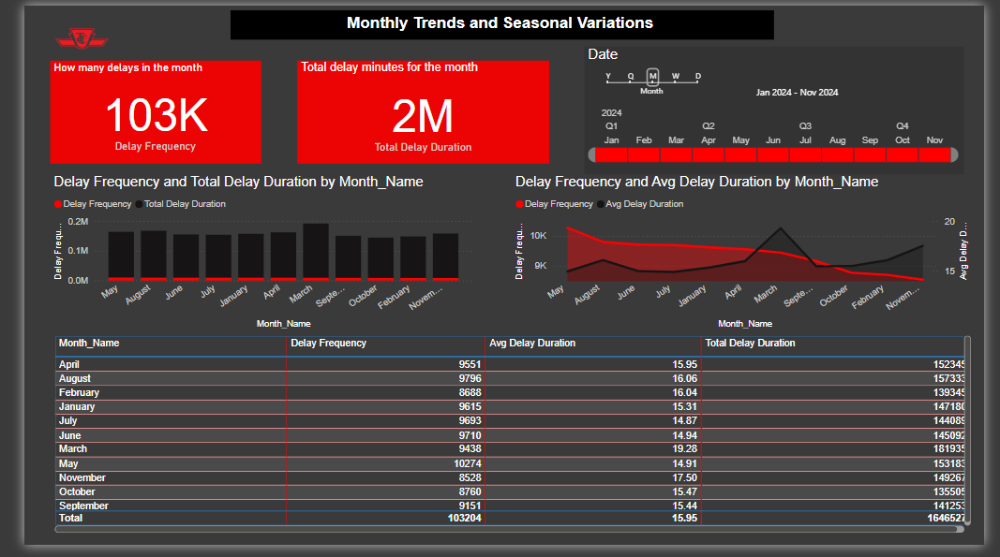 Monthly Trends and Seasonal Variations
How many delays in the month
103K
Delay Frequency
Total delay minutes for the month
2M
Total Delay Duration
Date
Y Q M W D
Month
Jan 2024 - Nov 2024
2024
Q1 Q2 Q3 Q4
Jan Feb Mar Apr May Jun Jul Aug Sep Oct Nov
Delay Frequency and Total Delay Duration by Month_Name
Delay Frequency Total Delay Duration
Delay Frequ...
0.2M
0.1M
0.0M
May August June July January April March Septe... October February Novem...
Month_Name
Delay Frequency and Avg Delay Duration by Month_Name
Delay Frequency Avg Delay Duration
Delay Frequ...
10K
9K
20
15
Avg Delay D...
May August June July January April March Septe... October February Novem...
Month_Name
Month_Name Delay Frequency Avg Delay Duration Total Delay Duration
April 9551 15.95 152345
August 9796 16.06 157333
February 8688 16.04 139345
January 9615 15.31 147180
July 9693 14.87 144089
June 9710 14.94 145092
March 9438 19.28 181935
May 10274 14.91 153183
November 8528 17.50 149267
October 8760 15.47 135505
September 9151 15.44 141253
Total 103204 15.95 1646527